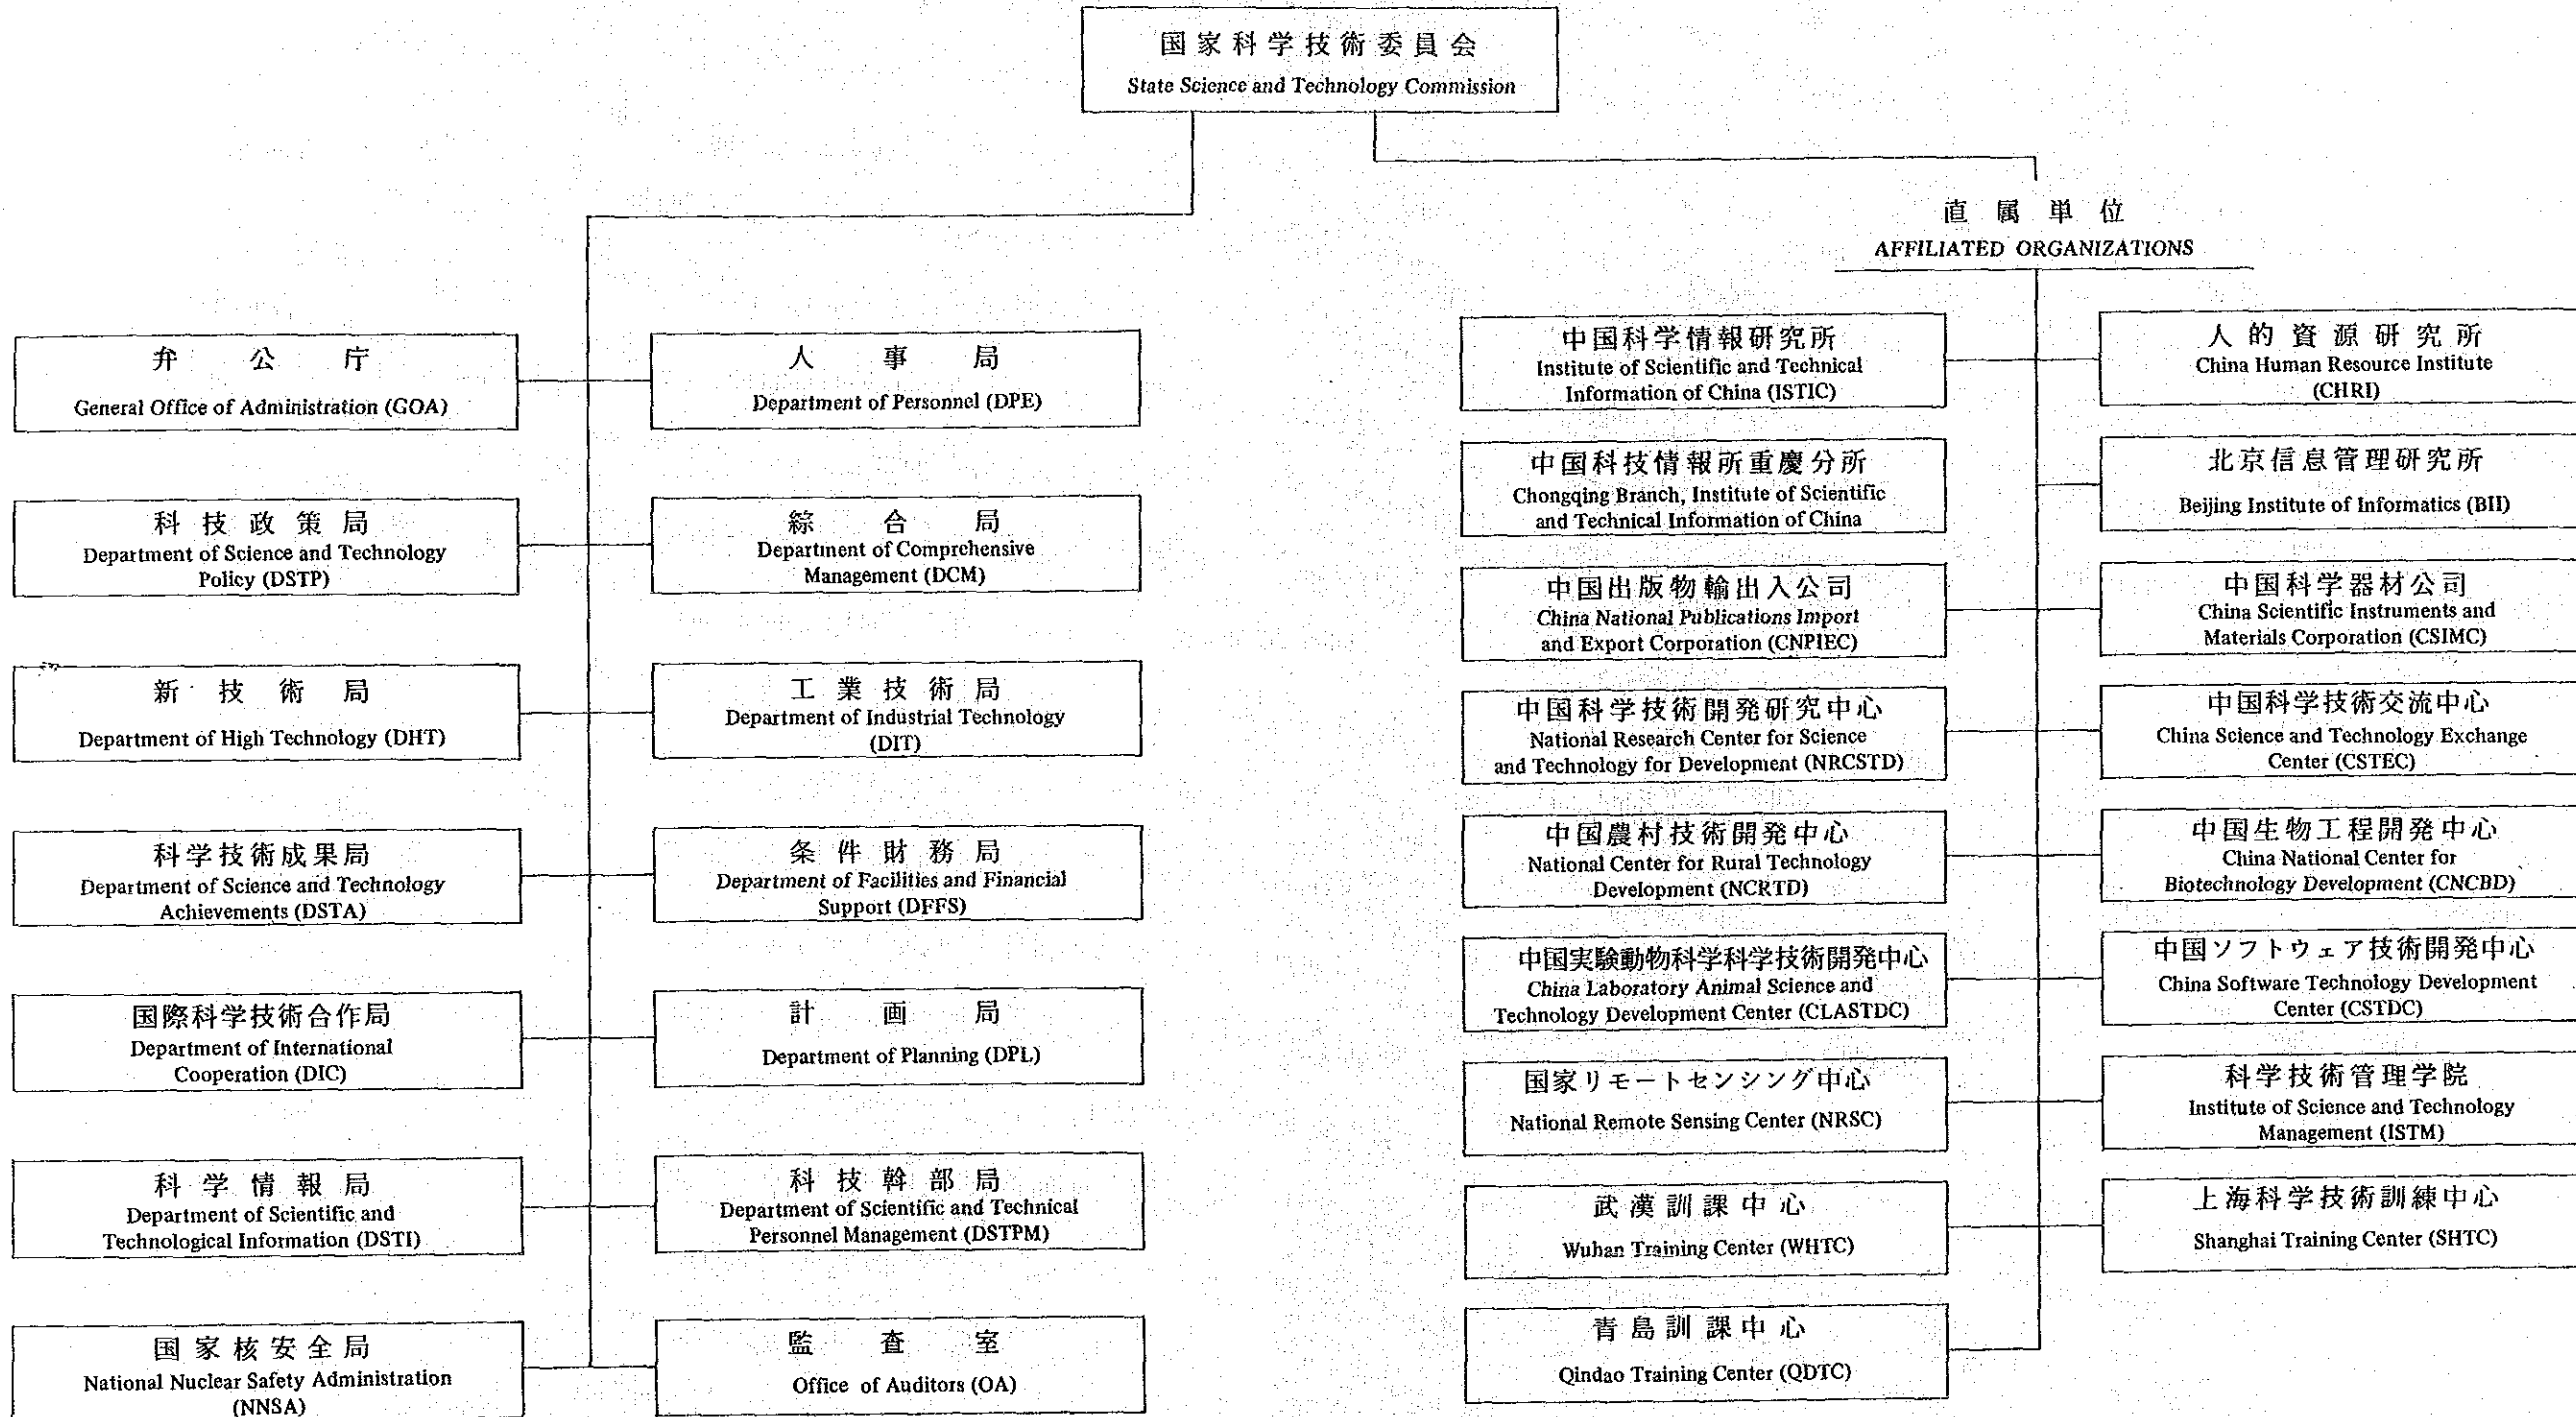 国家科学技術委員会
State Science and Technology Commission
弁公庁
General Office of Administration (GOA)
人事局
Department of Personnel (DPE)
科技政策局
Department of Science and Technology
Policy (DSTP)
綜合局
Department of Comprehensive
Management (DCM)
新技術局
Department of High Technology (DHT)
工業技術局
Department of Industrial Technology
(DIT)
科学技術成果局
Department of Science and Technology
Achievements (DSTA)
条件財務局
Department of Facilities and Financial
Support (DFFS)
国際科学技術合作局
Department of International
Cooperation (DIC)
計画局
Department of Planning (DPL)
科学情報局
Department of Scientific and
Technological Information (DSTI)
科技幹部局
Department of Scientific and Technical
Personnel Management (DSTPM)
国家核安全局
National Nuclear Safety Administration
(NNSA)
監査室
Office of Auditors (OA)
直属単位
AFFILIATED ORGANIZATIONS
中国科学情報研究所
Institute of Scientific and Technical
Information of China (ISTIC)
人的資源研究所
China Human Resource Institute
(CHRI)
中国科技情報所重慶分所
Chongqing Branch, Institute of Scientific
and Technical Information of China
北京信息管理研究所
Beijing Institute of Informatics (BII)
中国出版物輸出入公司
China National Publications Import
and Export Corporation (CNPIEC)
中国科学器材公司
China Scientific Instruments and
Materials Corporation (CSIMC)
中国科学技術開発研究中心
National Research Center for Science
and Technology for Development (NRCSTD)
中国科学技術交流中心
China Science and Technology Exchange
Center (CSTEC)
中国農村技術開発中心
National Center for Rural Technology
Development (NCRTD)
中国生物工程開発中心
China National Center for
Biotechnology Development (CNCBD)
中国実験動物科学科学技術開発中心
China Laboratory Animal Science and
Technology Development Center (CLASTDC)
中国ソフトウェア技術開発中心
China Software Technology Development
Center (CSTDC)
国家リモートセンシング中心
National Remote Sensing Center (NRSC)
科学技術管理学院
Institute of Science and Technology
Management (ISTM)
武漢訓課中心
Wuhan Training Center (WHTC)
上海科学技術訓練中心
Shanghai Training Center (SHTC)
青島訓課中心
Qindao Training Center (QDTC)